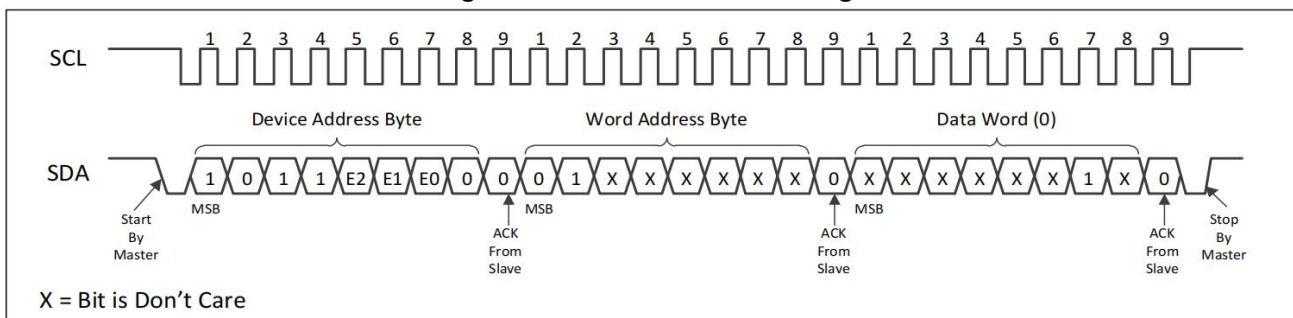 SCL
1 2 3 4 5 6 7 8 9 1 2 3 4 5 6 7 8 9 1 2 3 4 5 6 7 8 9
Device Address Byte Word Address Byte Data Word (0)
SDA
1 0 1 1 E2 E1 E0 0 0 0 1 X X X X X X 0 X X X X X X 1 X 0
MSB MSB MSB
Start
By
Master
ACK
From
Slave
ACK
From
Slave
ACK
From
Slave
Stop
By
Master
X = Bit is Don't Care